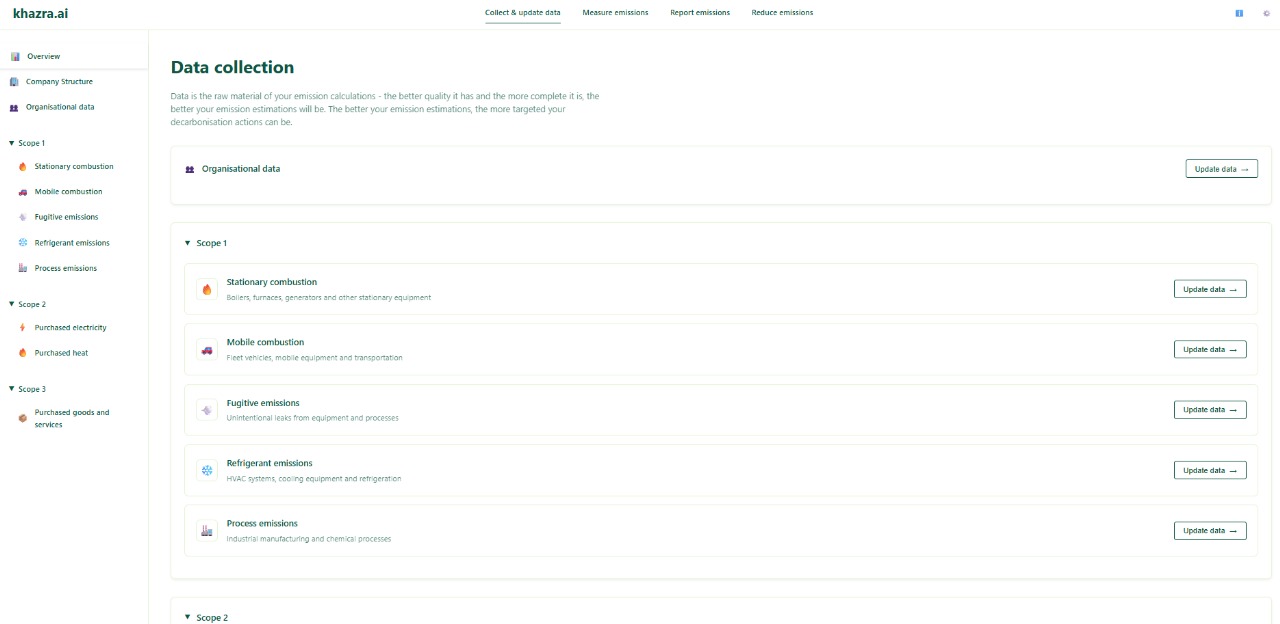 khazra.ai
Collect & update data
Measure emissions
Report emissions
Reduce emissions
Overview
Company Structure
Organisational data
▼ Scope 1
Stationary combustion
Mobile combustion
Fugitive emissions
Refrigerant emissions
Process emissions
▼ Scope 2
Purchased electricity
Purchased heat
▼ Scope 3
Purchased goods and
services
Data collection
Data is the raw material of your emission calculations - the better quality it has and the more complete it is, the
better your emission estimations will be. The better your emission estimations, the more targeted your
decarbonisation actions can be.
Organisational data
Update data →
▼ Scope 1
Stationary combustion
Boilers, furnaces, generators and other stationary equipment
Update data →
Mobile combustion
Fleet vehicles, mobile equipment and transportation
Update data →
Fugitive emissions
Unintentional leaks from equipment and processes
Update data →
Refrigerant emissions
HVAC systems, cooling equipment and refrigeration
Update data →
Process emissions
Industrial manufacturing and chemical processes
Update data →
▼ Scope 2